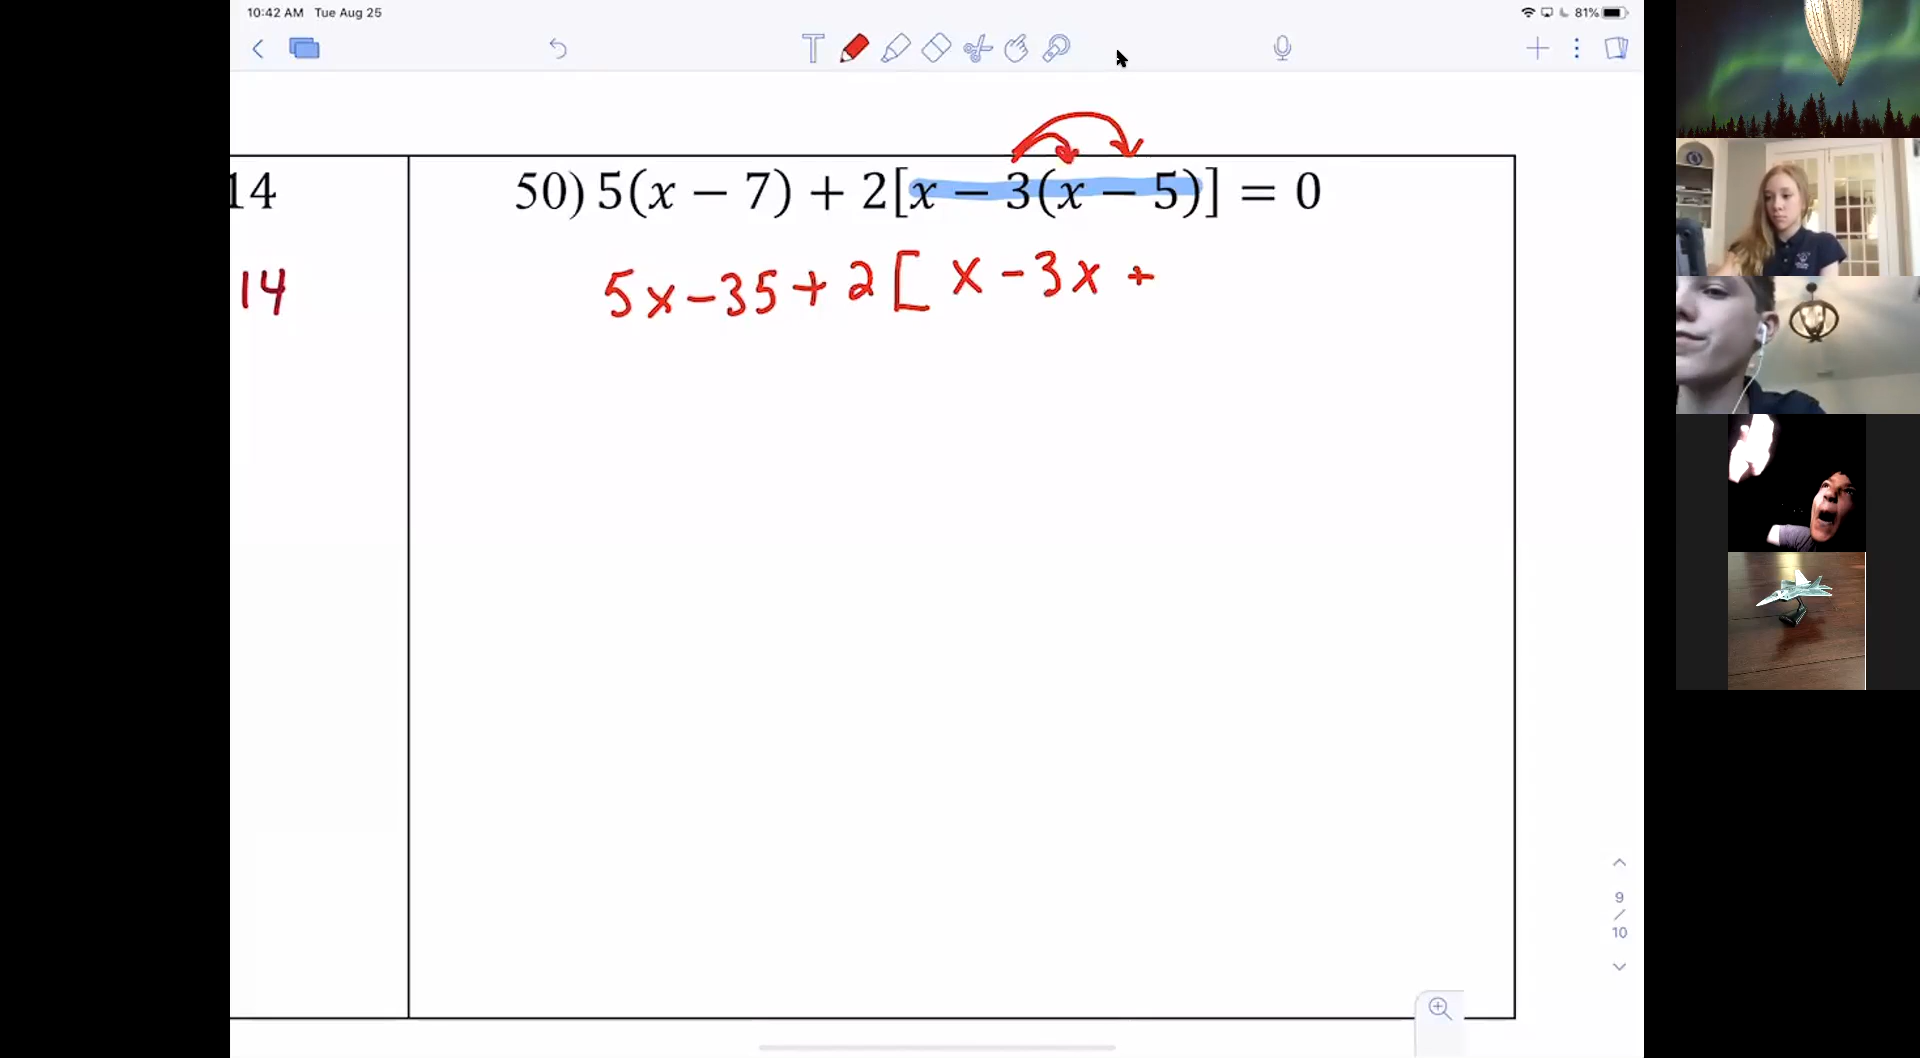 10:42 AM Tue Aug 25
81%
14
50) 5(x − 7) + 2[x − 3(x − 5)] = 0
14
5x−35+2[ x −3x +
9
/
10